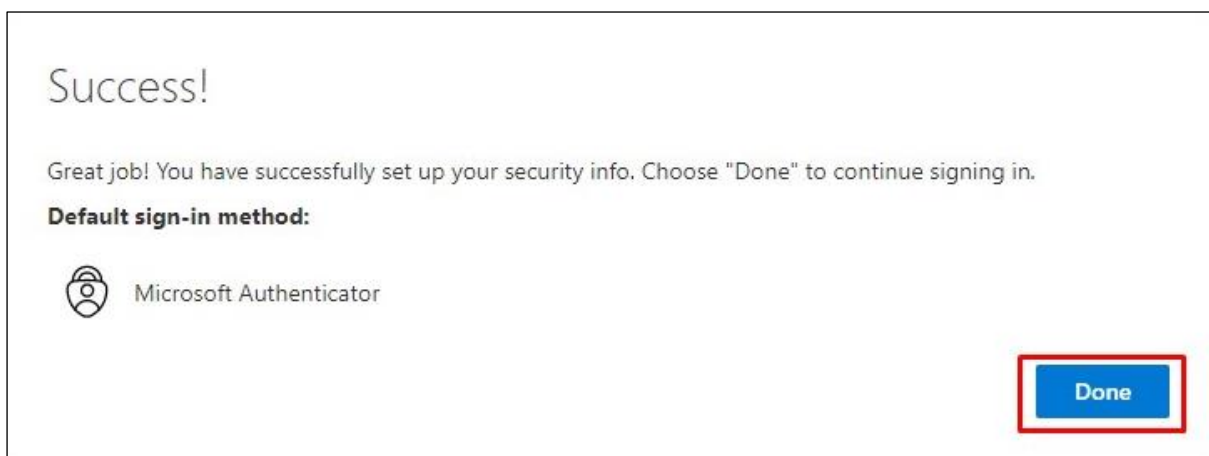 Success!
Great job! You have successfully set up your security info. Choose "Done" to continue signing in.
Default sign-in method:
Microsoft Authenticator
Done